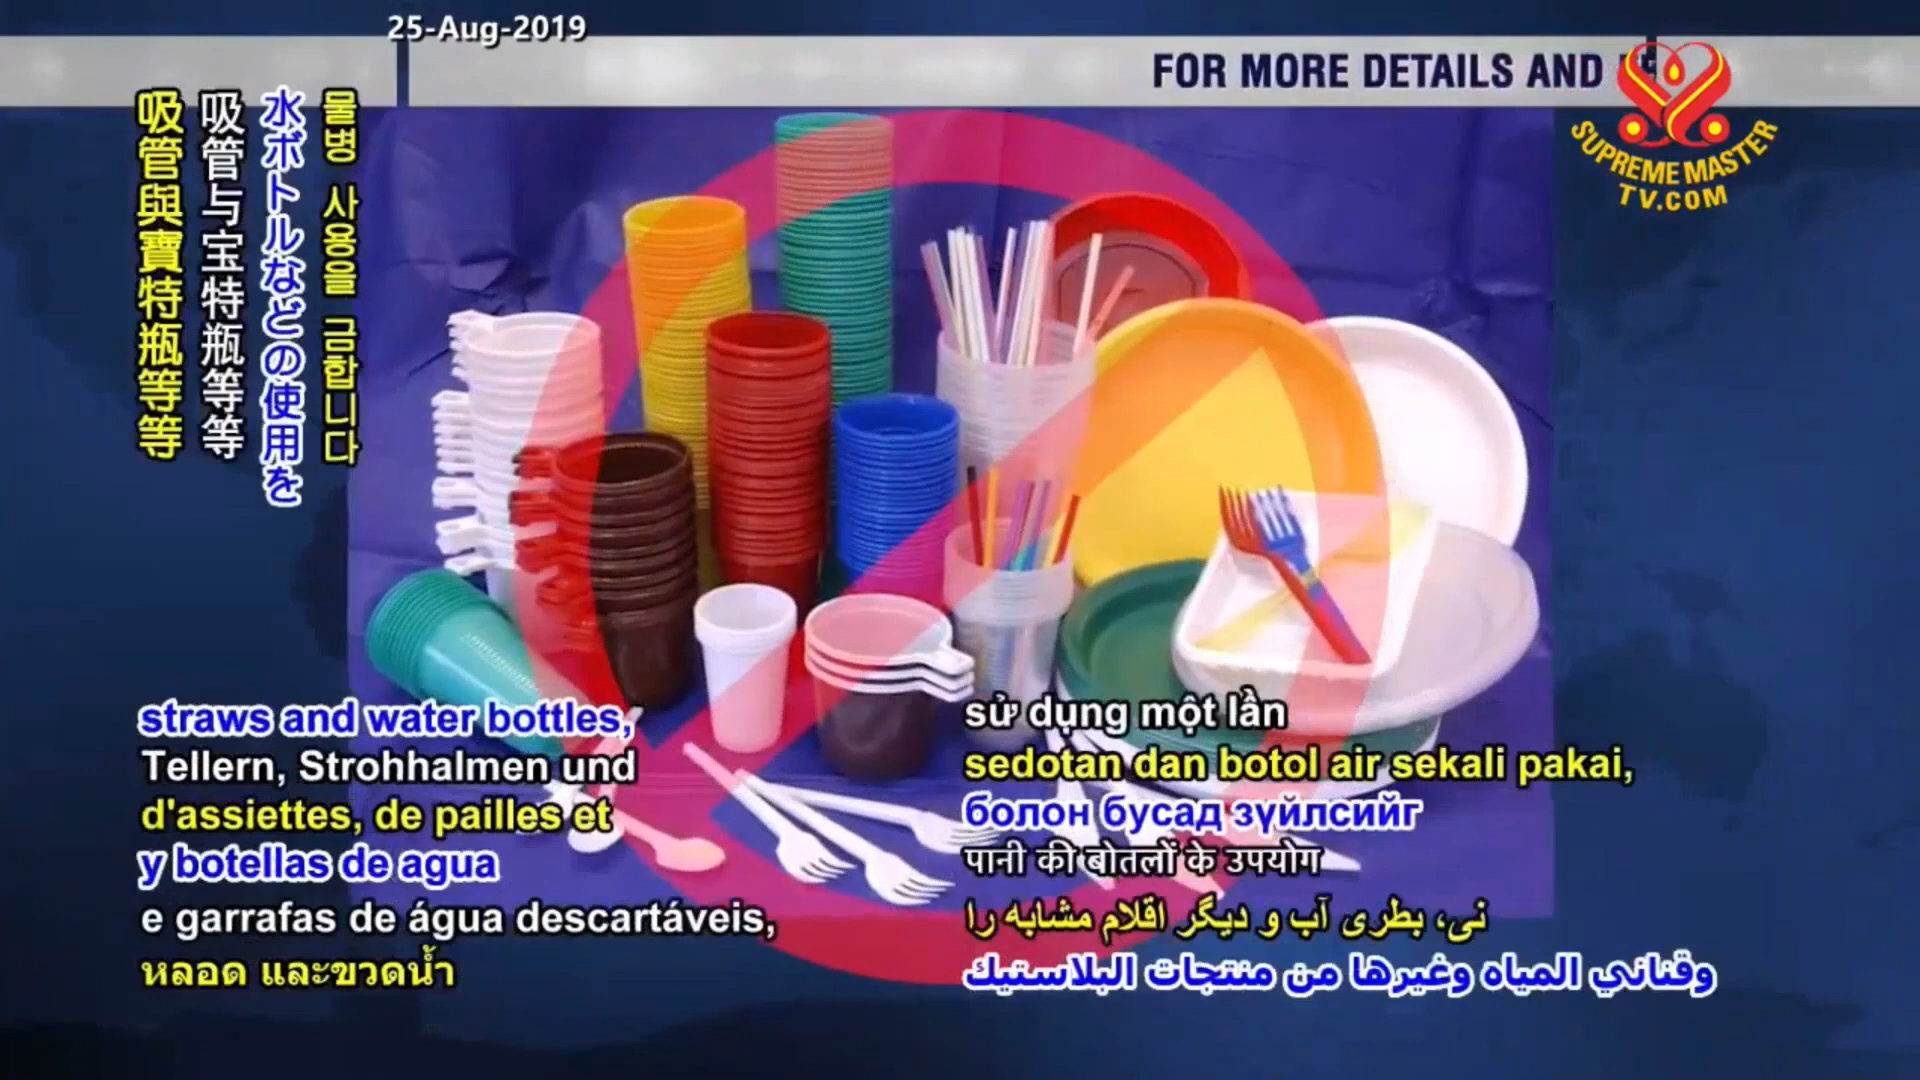 25-Aug-2019
FOR MORE DETAILS AND
SUPREME MASTER
TV.COM
吸管與寶特瓶等等
吸管与宝特瓶等等
水ボトルなどの使用を
물병 사용을 금합니다
straws and water bottles,
Tellern, Strohhalmen und
d'assiettes, de pailles et
y botellas de agua
e garrafas de água descartáveis,
หลอด และขวดน้ำ
sử dụng một lần
sedotan dan botol air sekali pakai,
болон бусад зүйлсийг
पानी की बोतलों के उपयोग
نی، بطری آب و دیگر اقلام مشابه را
وقناني المياه وغيرها من منتجات البلاستيك